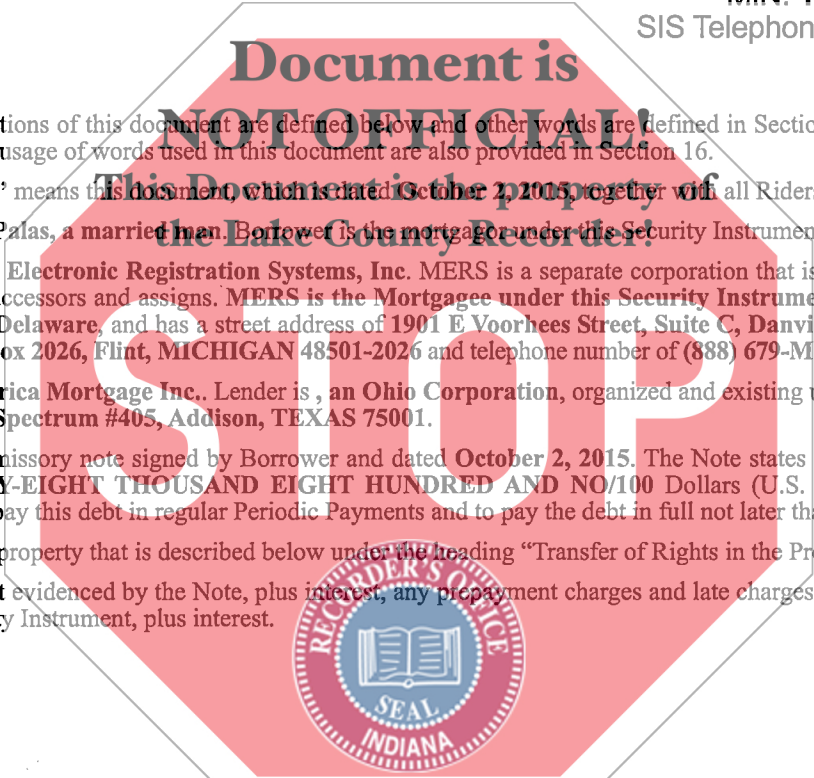 SIS Telephon
Document is
NOT OFFICIAL!
tions of this document are defined below and other words are defined in Sectio
usage of words used in this document are also provided in Section 16.
This Document is the property of
the Lake County Recorder!
” means this document, which is dated October 2, 2015, together with all Riders
Palas, a married man. Borrower is the mortgagor under this Security Instrumen
Electronic Registration Systems, Inc. MERS is a separate corporation that is
ccessors and assigns. MERS is the Mortgagee under this Security Instrume
Delaware, and has a street address of 1901 E Voorhees Street, Suite C, Danvi
ox 2026, Flint, MICHIGAN 48501-2026 and telephone number of (888) 679-M
rica Mortgage Inc.. Lender is , an Ohio Corporation, organized and existing u
Spectrum #405, Addison, TEXAS 75001.
STOP
nissory note signed by Borrower and dated October 2, 2015. The Note states
Y-EIGHT THOUSAND EIGHT HUNDRED AND NO/100 Dollars (U.S.
pay this debt in regular Periodic Payments and to pay the debt in full not later tha
property that is described below under the heading “Transfer of Rights in the Pro
t evidenced by the Note, plus interest, any prepayment charges and late charges
y Instrument, plus interest.
RECORDER'S OFFICE
SEAL
INDIANA